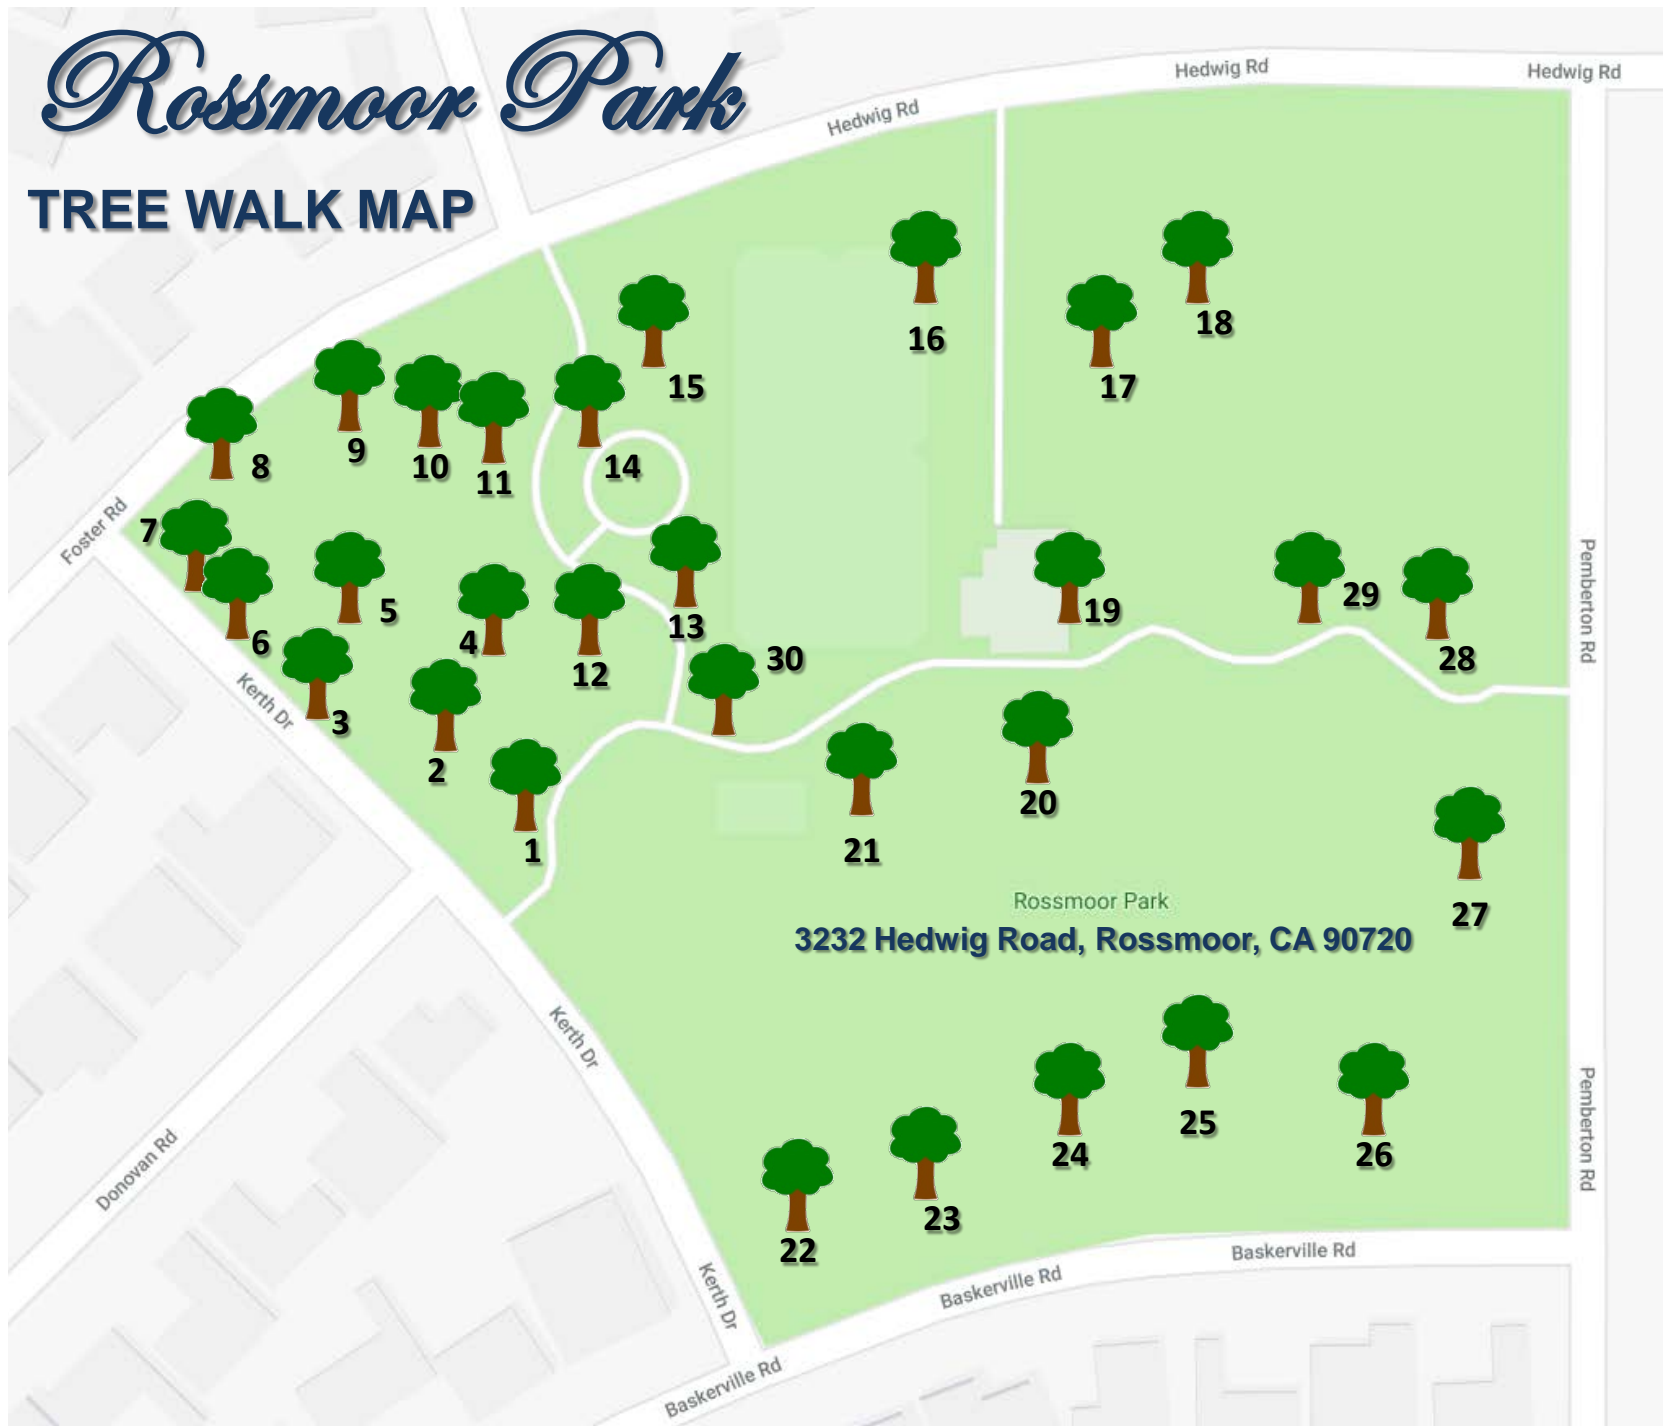 Rossmoor Park
TREE WALK MAP
Hedwig Rd
Hedwig Rd
Hedwig Rd
16
18
15
17
9
8
10
11
14
7
Foster Rd
5
4
6
13
12
19
29
28
30
Pemberton Rd
Kerth Dr
3
2
1
21
20
27
Rossmoor Park
3232 Hedwig Road, Rossmoor, CA 90720
Kerth Dr
Donovan Rd
22
23
24
25
26
Pemberton Rd
Kerth Dr
Baskerville Rd
Baskerville Rd
Baskerville Rd